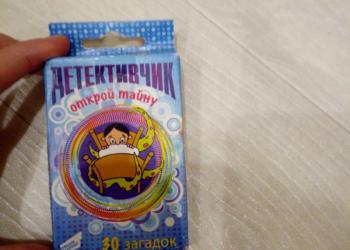 ДЕТЕКТИВЧИК
открой тайну
30 загадок